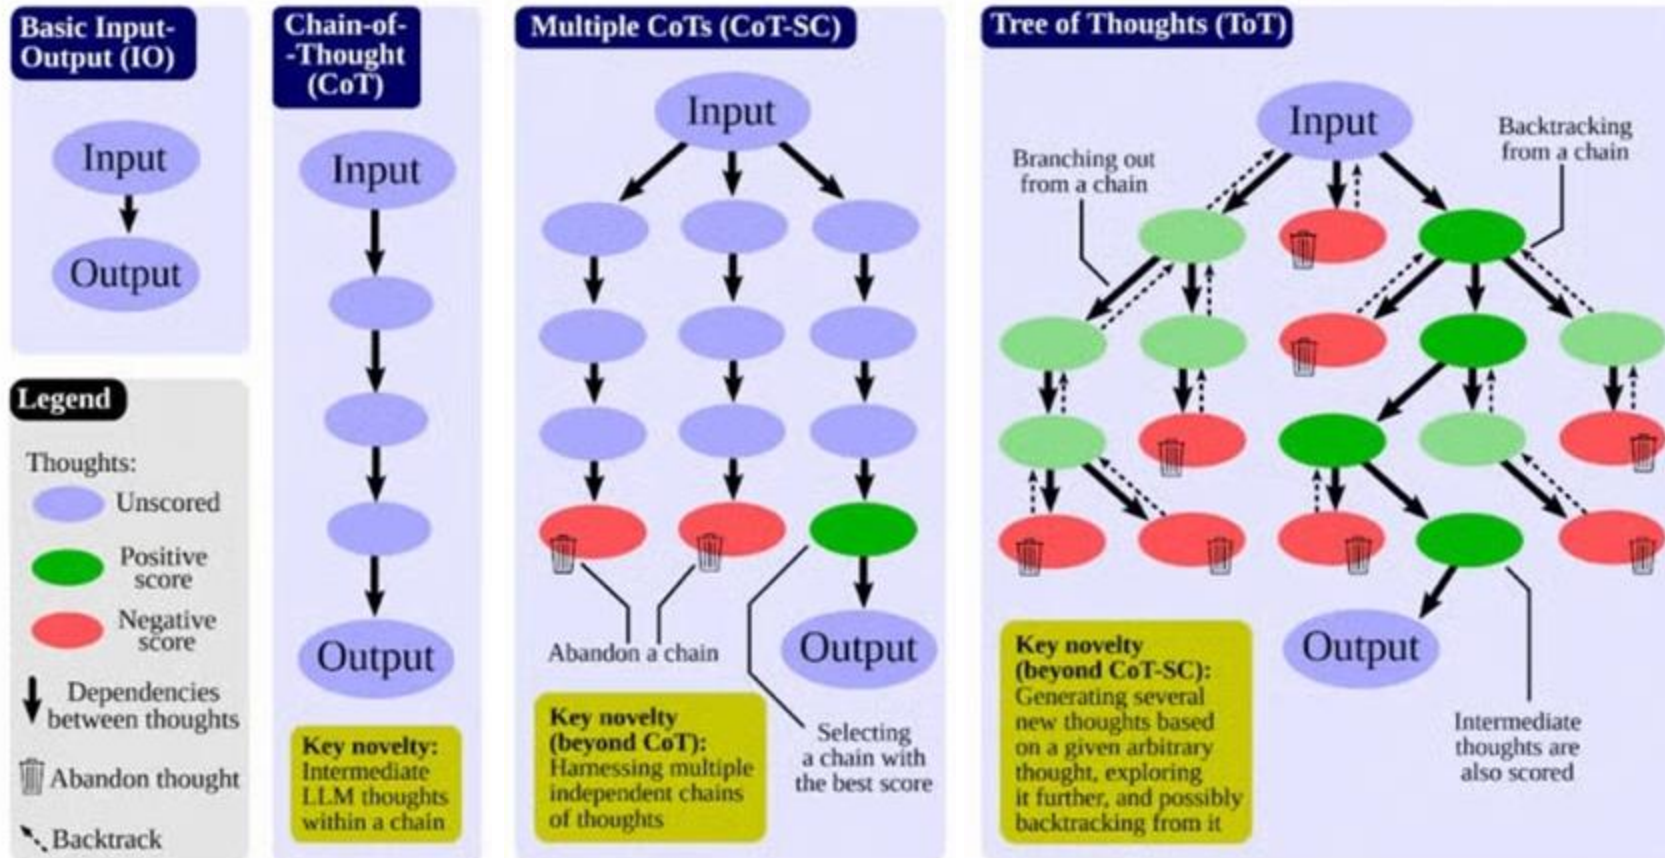 Basic Input-
Output (IO)
Input
Output
Legend
Thoughts:
Unscored
Positive
score
Negative
score
Dependencies
between thoughts
Abandon thought
Backtrack
Chain-of-
-Thought
(CoT)
Input
Output
Key novelty:
Intermediate
LLM thoughts
within a chain
Multiple CoTs (CoT-SC)
Input
Abandon a chain
Output
Key novelty
(beyond CoT):
Harnessing multiple
independent chains
of thoughts
Selecting
a chain with
the best score
Tree of Thoughts (ToT)
Input
Branching out
from a chain
Backtracking
from a chain
Output
Key novelty
(beyond CoT-SC):
Generating several
new thoughts based
on a given arbitrary
thought, exploring
it further, and possibly
backtracking from it
Intermediate
thoughts are
also scored